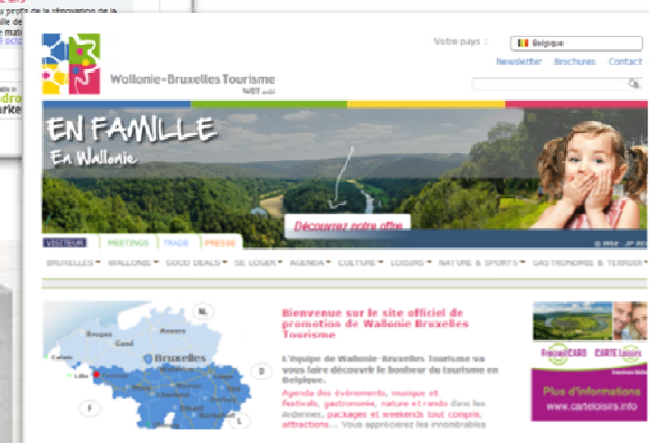 Votre pays :
Belgique
Newsletter Brochures Contact
Wallonie-Bruxelles Tourisme
EN FAMILLE
En Wallonie
Découvrez notre offre
VISITEUR MEETINGS TRADE PRESSE
BRUXELLES WALLONIE GOOD DEALS SE LOGER AGENDA CULTURE LOISIRS NATURE & SPORTS GASTRONOMIE & TERROIR
NL
Bruges Anvers
Gand
Calais
Bruxelles
Lille
D
F
L
Bienvenue sur le site officiel de
promotion de Wallonie Bruxelles
Tourisme
L'équipe de Wallonie-Bruxelles Tourisme va
vous faire découvrir le bonheur du tourisme en
Belgique.
Agenda des événements, musique et
festivals, gastronomie, nature et rando dans les
Ardennes, packages et weekends tout compris,
attractions... Vous apprécierez les innombrables
FreizeitCARD CARTE Loisirs
Plus d'informations
www.carteloisirs.info